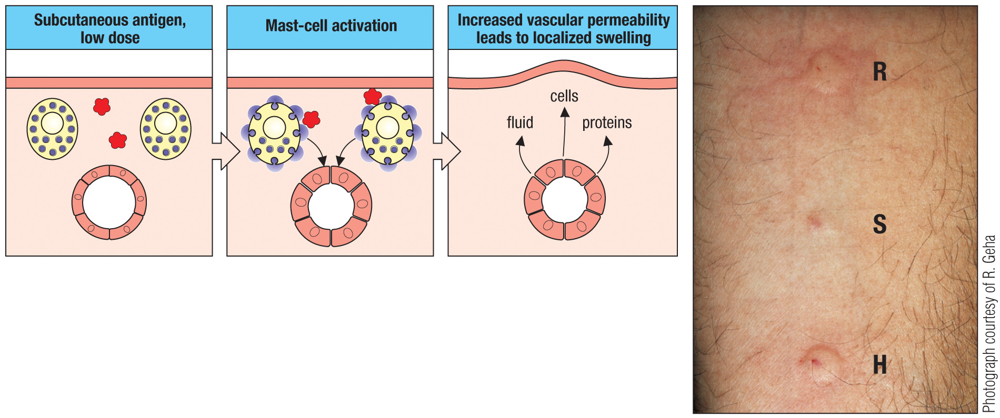 Subcutaneous antigen,
low dose
Mast-cell activation
Increased vascular permeability
leads to localized swelling
cells
fluid
proteins
R
S
H
Photograph courtesy of R. Geha